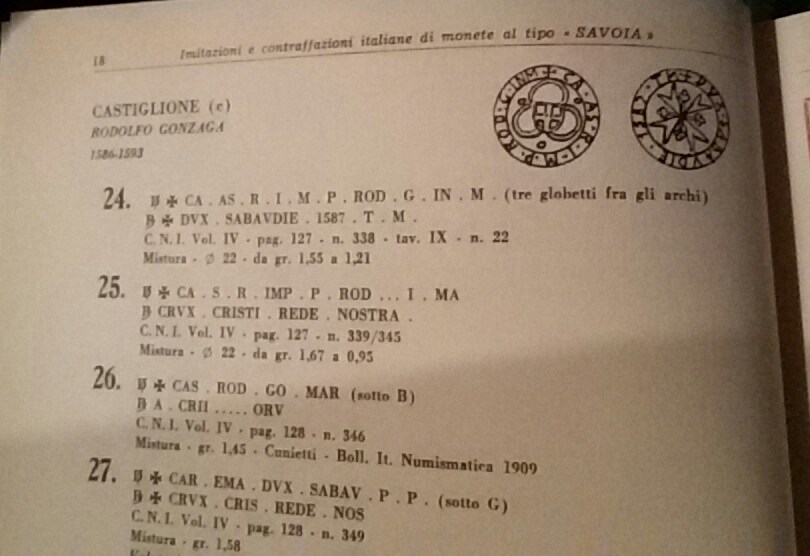 18
Imitazioni e contraffazioni italiane di monete al tipo « SAVOIA »
CASTIGLIONE (c)
RODOLFO GONZAGA
1586-1593
24. ✠ CA . AS . R . I . M . P . ROD . G . IN . M . (tre globetti fra gli archi)
✠ DVX . SABAVDIE . 1587 . T . M .
C. N. I. Vol. IV - pag. 127 - n. 338 - tav. IX - n. 22
Mistura - ∅ 22 - da gr. 1,55 a 1,21
25. ✠ CA . S . R . IMP . P . ROD ... I . MA
CRVX . CRISTI . REDE . NOSTRA .
C. N. I. Vol. IV - pag. 127 - n. 339/345
Mistura - ∅ 22 - da gr. 1,67 a 0,95
26. ✠ CAS . ROD . GO . MAR (sotto B)
A . CRII ..... ORV
C. N. I. Vol. IV - pag. 128 - n. 346
Mistura - gr. 1,45 - Cunietti - Boll. It. Numismatica 1909
27. ✠ CAR . EMA . DVX . SABAV . P . P . (sotto G)
✠ CRVX . CRIS . REDE . NOS
C. N. I. Vol. IV - pag. 128 - n. 349
Mistura - gr. 1,58